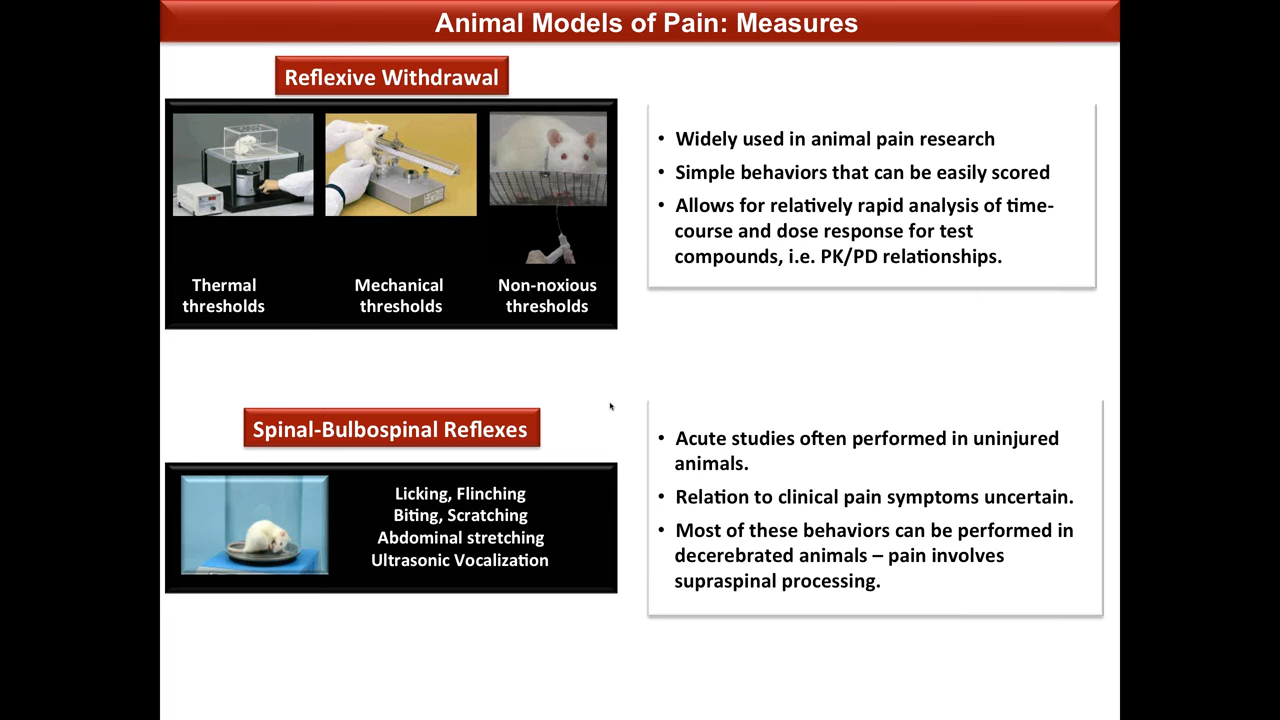 Animal Models of Pain: Measures
Reflexive Withdrawal
Thermal
thresholds
Mechanical
thresholds
Non-noxious
thresholds
• Widely used in animal pain research
• Simple behaviors that can be easily scored
• Allows for relatively rapid analysis of time-
course and dose response for test
compounds, i.e. PK/PD relationships.
Spinal-Bulbospinal Reflexes
Licking, Flinching
Biting, Scratching
Abdominal stretching
Ultrasonic Vocalization
• Acute studies often performed in uninjured
animals.
• Relation to clinical pain symptoms uncertain.
• Most of these behaviors can be performed in
decerebrated animals – pain involves
supraspinal processing.